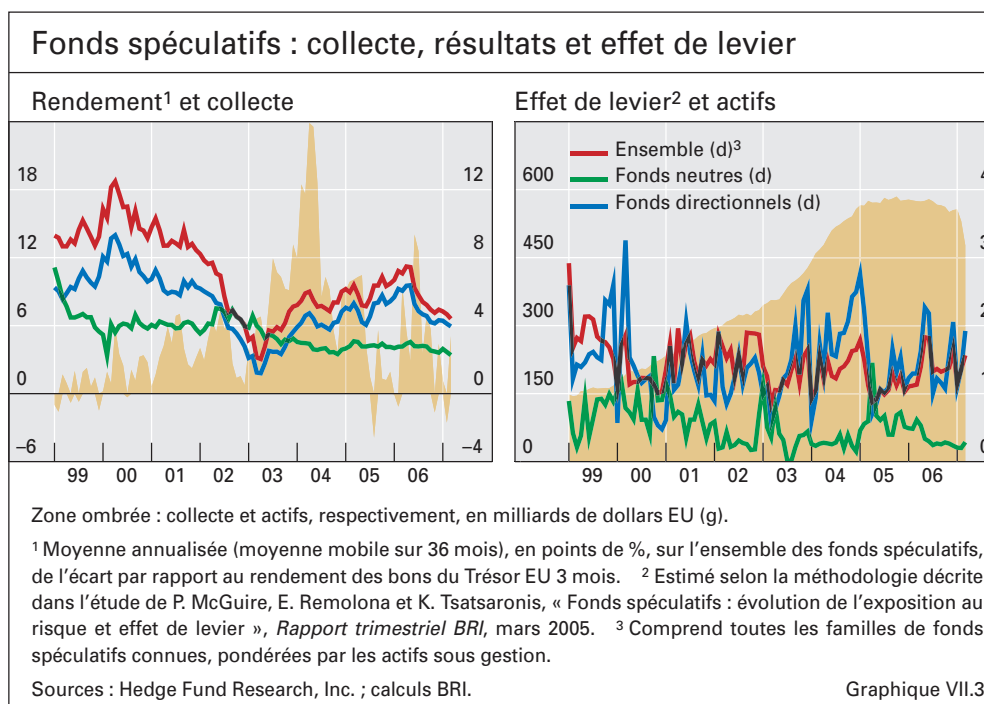 Fonds spéculatifs : collecte, résultats et effet de levier
Rendement¹ et collecte
18
12
6
0
–6
12
8
4
0
–4
99 00 01 02 03 04 05 06
Effet de levier² et actifs
Ensemble (d)³
Fonds neutres (d)
Fonds directionnels (d)
600
450
300
150
0
4
3
2
1
0
99 00 01 02 03 04 05 06
Zone ombrée : collecte et actifs, respectivement, en milliards de dollars EU (g).
¹ Moyenne annualisée (moyenne mobile sur 36 mois), en points de %, sur l'ensemble des fonds spéculatifs,
de l'écart par rapport au rendement des bons du Trésor EU 3 mois. ² Estimé selon la méthodologie décrite
dans l'étude de P. McGuire, E. Remolona et K. Tsatsaronis, « Fonds spéculatifs : évolution de l'exposition au
risque et effet de levier », Rapport trimestriel BRI, mars 2005. ³ Comprend toutes les familles de fonds
spéculatifs connues, pondérées par les actifs sous gestion.
Sources : Hedge Fund Research, Inc. ; calculs BRI.
Graphique VII.3